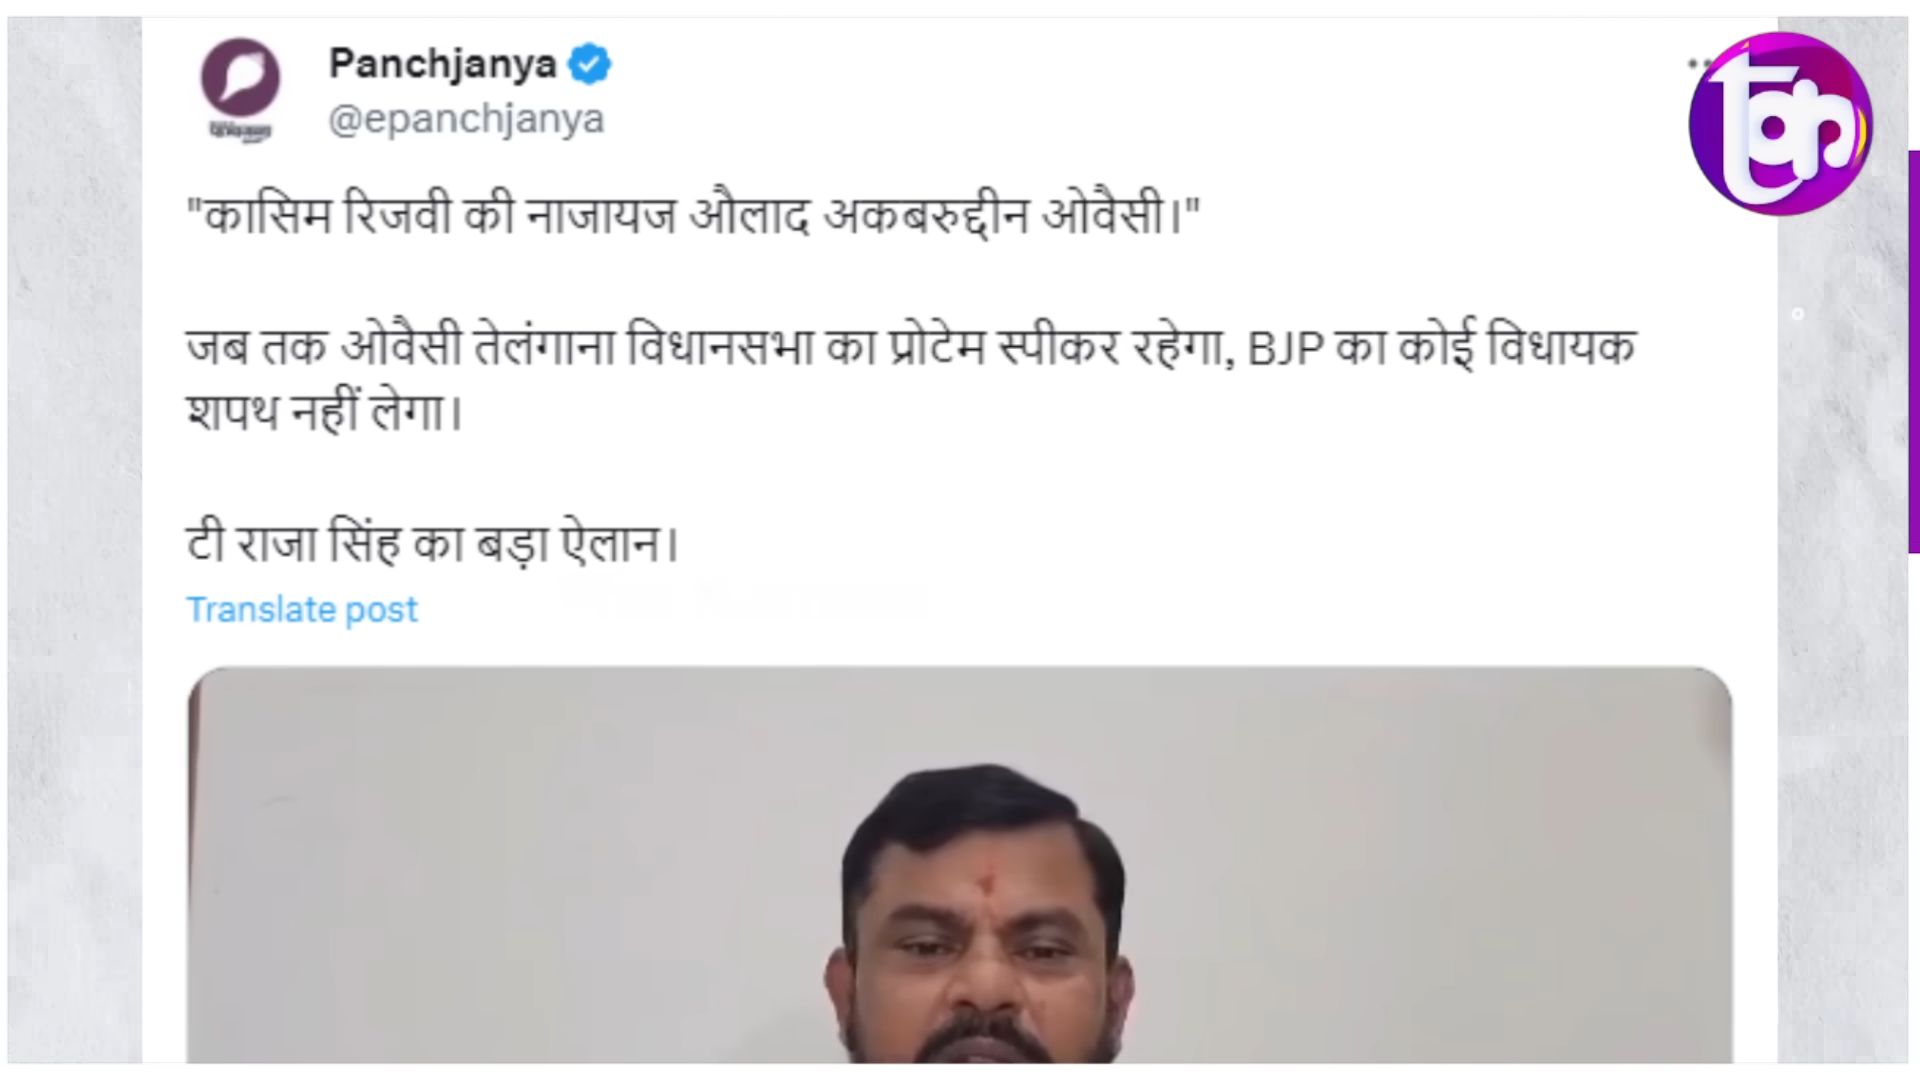 Panchjanya
@epanchjanya
"कासिम रिजवी की नाजायज औलाद अकबरुद्दीन ओवैसी।"
जब तक ओवैसी तेलंगाना विधानसभा का प्रोटेम स्पीकर रहेगा, BJP का कोई विधायक
शपथ नहीं लेगा।
टी राजा सिंह का बड़ा ऐलान।
Translate post